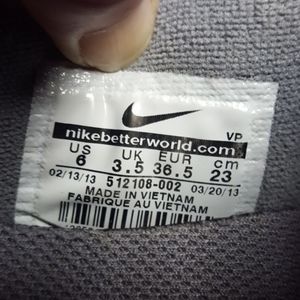 VP
nikebetterworld.com
US UK EUR cm
6 3.5 36.5 23
02/13/13 512108-002 03/20/13
MADE IN VIETNAM
FABRIQUE AU VIETNAM